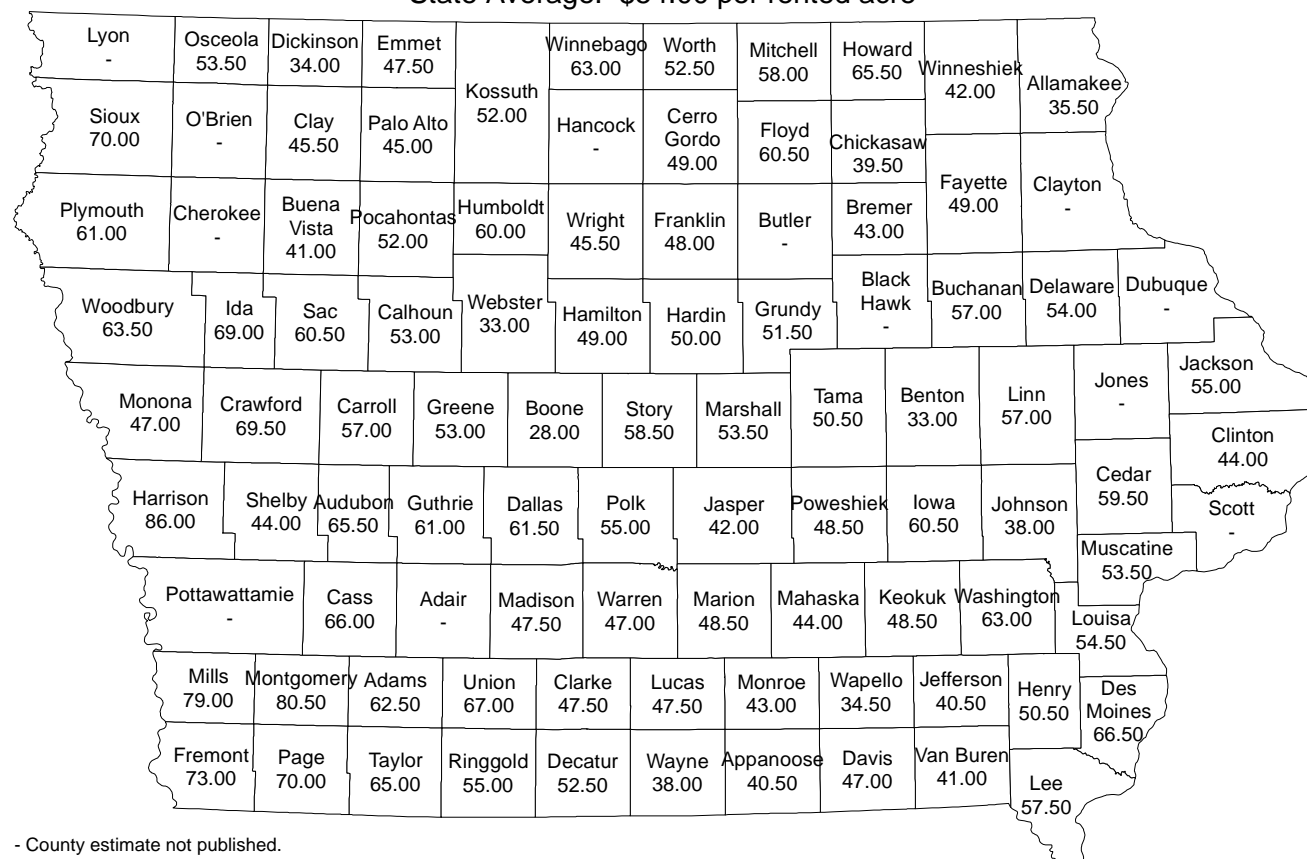 State Average: per rented acre
Lyon
-
Osceola
53.50
Dickinson
34.00
Emmet
47.50
Kossuth
52.00
Winnebago
63.00
Worth
52.50
Mitchell
58.00
Howard
65.50
Winneshiek
42.00
Allamakee
35.50
Sioux
70.00
O'Brien
-
Clay
45.50
Palo Alto
45.00
Hancock
-
Cerro
Gordo
49.00
Floyd
60.50
Chickasaw
39.50
Plymouth
61.00
Cherokee
-
Buena
Vista
41.00
Pocahontas
52.00
Humboldt
60.00
Wright
45.50
Franklin
48.00
Butler
-
Bremer
43.00
Fayette
49.00
Clayton
-
Woodbury
63.50
Ida
69.00
Sac
60.50
Calhoun
53.00
Webster
33.00
Hamilton
49.00
Hardin
50.00
Grundy
51.50
Black
Hawk
-
Buchanan
57.00
Delaware
54.00
Dubuque
-
Monona
47.00
Crawford
69.50
Carroll
57.00
Greene
53.00
Boone
28.00
Story
58.50
Marshall
53.50
Tama
50.50
Benton
33.00
Linn
57.00
Jones
-
Jackson
55.00
Clinton
44.00
Harrison
86.00
Shelby
44.00
Audubon
65.50
Guthrie
61.00
Dallas
61.50
Polk
55.00
Jasper
42.00
Poweshiek
48.50
Iowa
60.50
Johnson
38.00
Cedar
59.50
Scott
-
Muscatine
53.50
Pottawattamie
-
Cass
66.00
Adair
-
Madison
47.50
Warren
47.00
Marion
48.50
Mahaska
44.00
Keokuk
48.50
Washington
63.00
Louisa
54.50
Mills
79.00
Montgomery
80.50
Adams
62.50
Union
67.00
Clarke
47.50
Lucas
47.50
Monroe
43.00
Wapello
34.50
Jefferson
40.50
Henry
50.50
Des
Moines
66.50
Fremont
73.00
Page
70.00
Taylor
65.00
Ringgold
55.00
Decatur
52.50
Wayne
38.00
Appanoose
40.50
Davis
47.00
Van Buren
41.00
Lee
57.50
- County estimate not published.